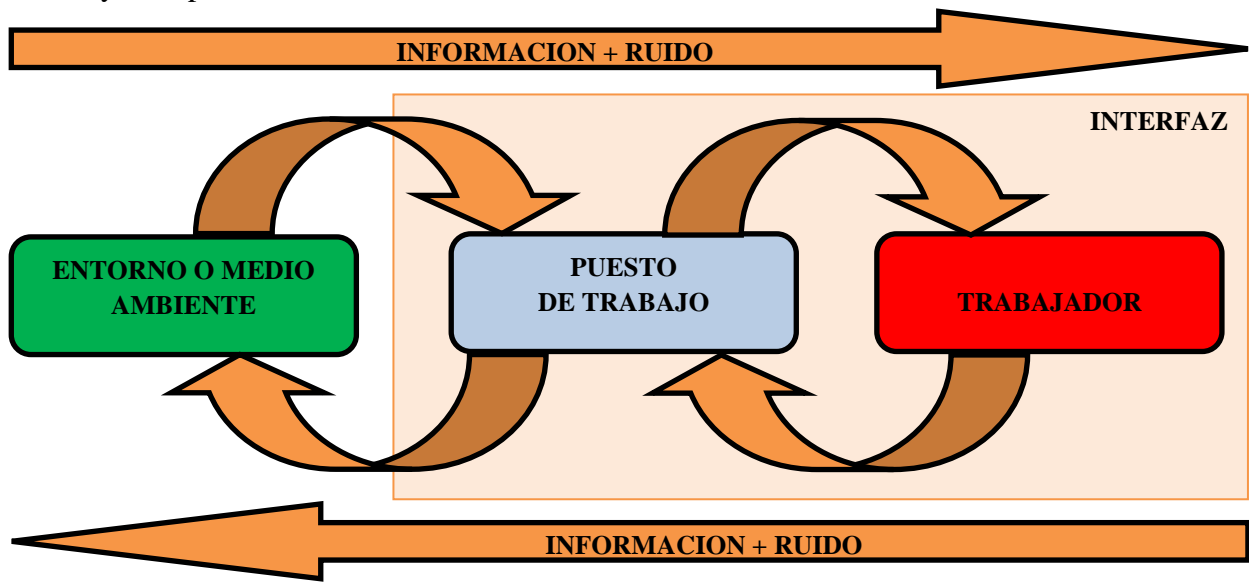 INFORMACION + RUIDO
INTERFAZ
ENTORNO O MEDIO
AMBIENTE
PUESTO
DE TRABAJO
TRABAJADOR
INFORMACION + RUIDO